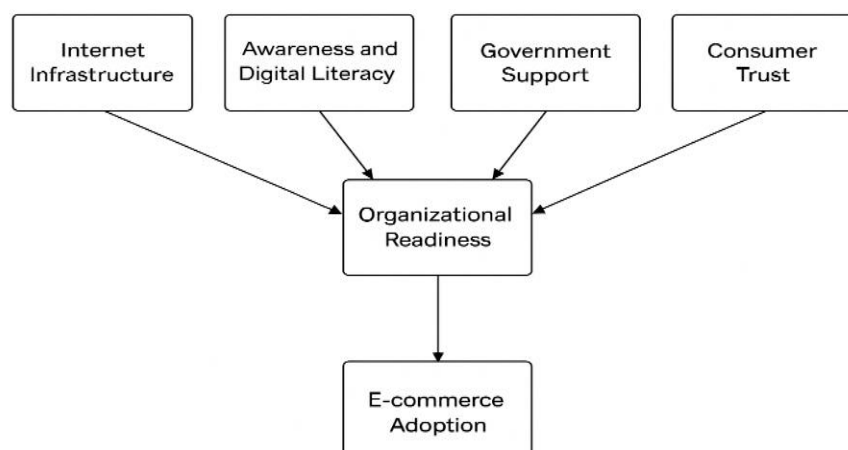 Internet
Infrastructure
Awareness and
Digital Literacy
Government
Support
Consumer
Trust
Organizational
Readiness
E-commerce
Adoption